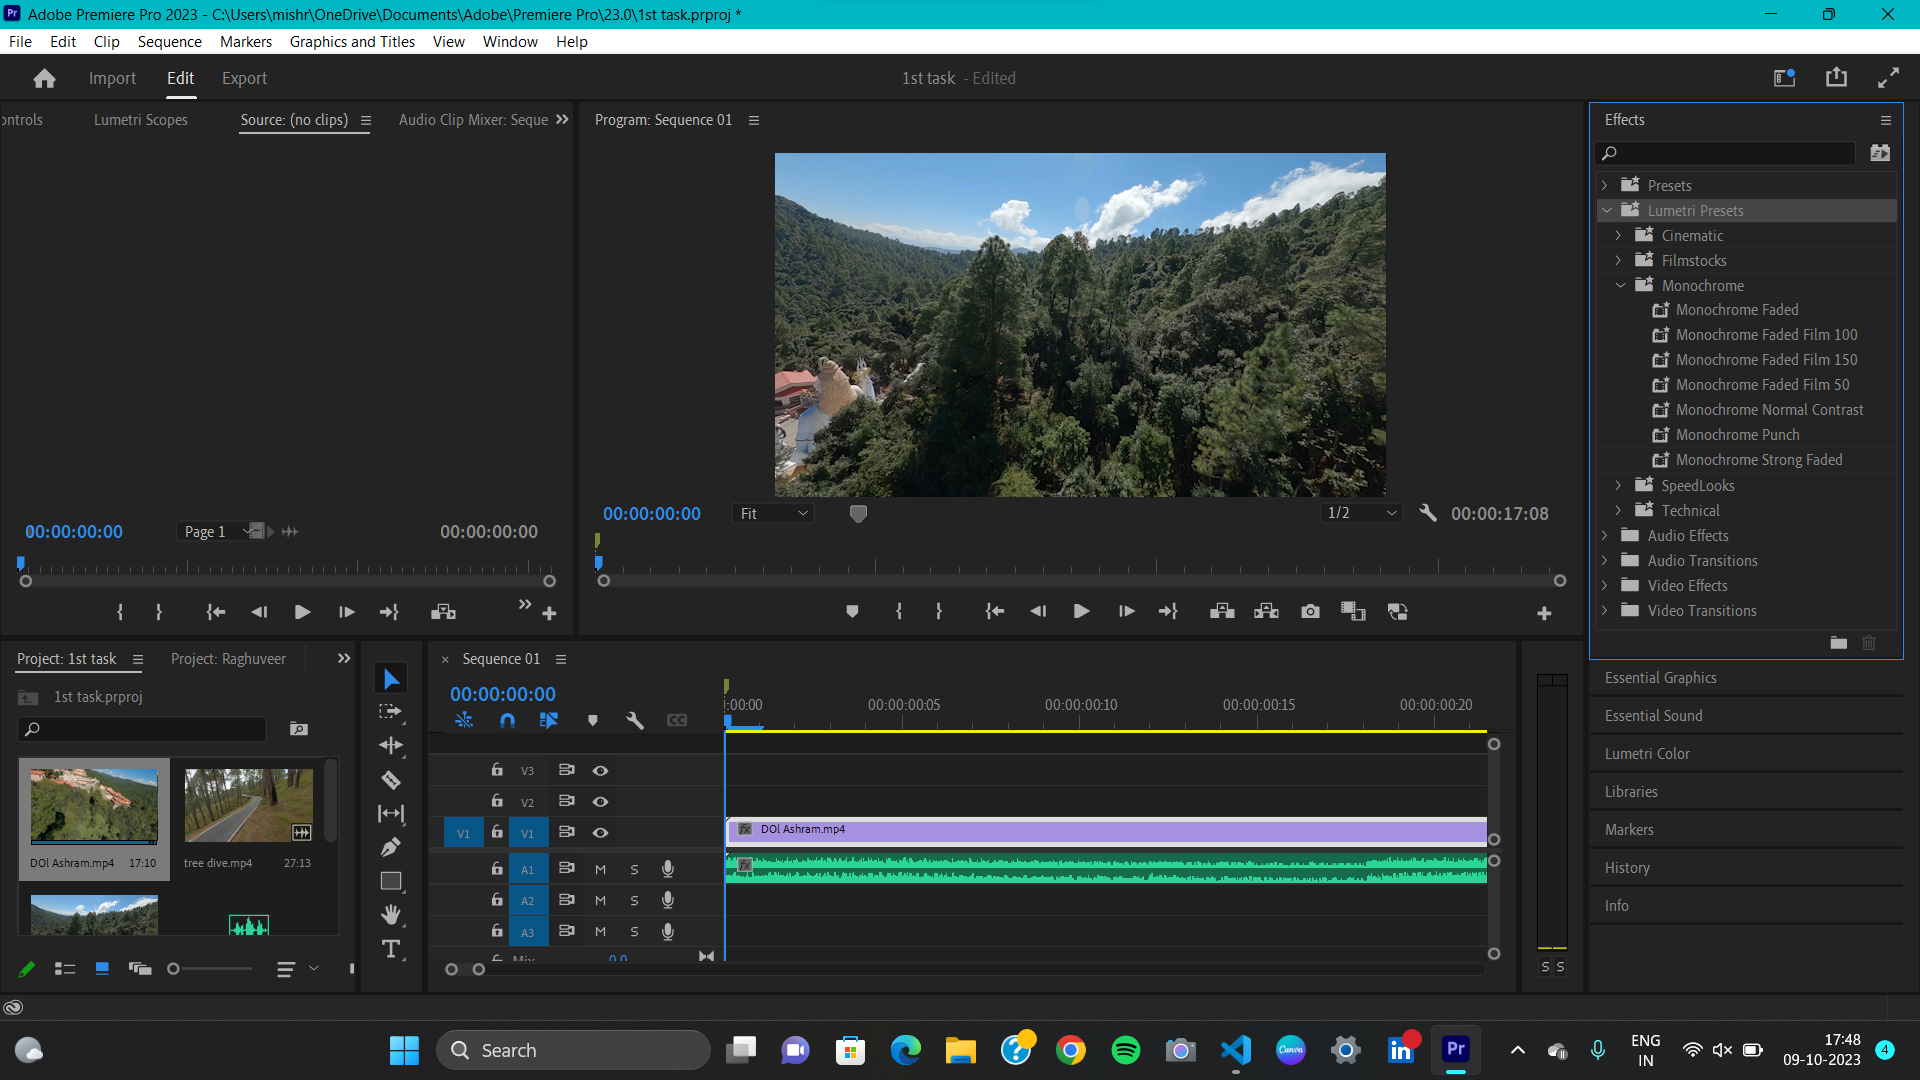 Adobe Premiere Pro 2023 - C:\Users\mishr\OneDrive\Documents\Adobe\Premiere Pro\23.0\1st task.prproj *
File Edit Clip Sequence Markers Graphics and Titles View Window Help
Import Edit Export
1st task - Edited
ontrols Lumetri Scopes Source: (no clips) Audio Clip Mixer: Seque
Program: Sequence 01
Effects
Presets
Lumetri Presets
Cinematic
Filmstocks
Monochrome
Monochrome Faded
Monochrome Faded Film 100
Monochrome Faded Film 150
Monochrome Faded Film 50
Monochrome Normal Contrast
Monochrome Punch
Monochrome Strong Faded
SpeedLooks
Technical
Audio Effects
Audio Transitions
Video Effects
Video Transitions
00:00:00:00 Page 1 00:00:00:00
00:00:00:00 Fit 1/2 00:00:17:08
Project: 1st task Project: Raghuveer
1st task.prproj
DOl Ashram.mp4 17:10
tree dive.mp4 27:13
Sequence 01
00:00:00:00
:00:00 00:00:00:05 00:00:00:10 00:00:00:15 00:00:00:20
V3
V2
V1 V1 fx DOl Ashram.mp4
A1 M S fx
A2 M S
A3 M S
Mix 0.0
S S
Essential Graphics
Essential Sound
Lumetri Color
Libraries
Markers
History
Info
Search
Canva
Pr
ENG
IN
17:48
09-10-2023
4